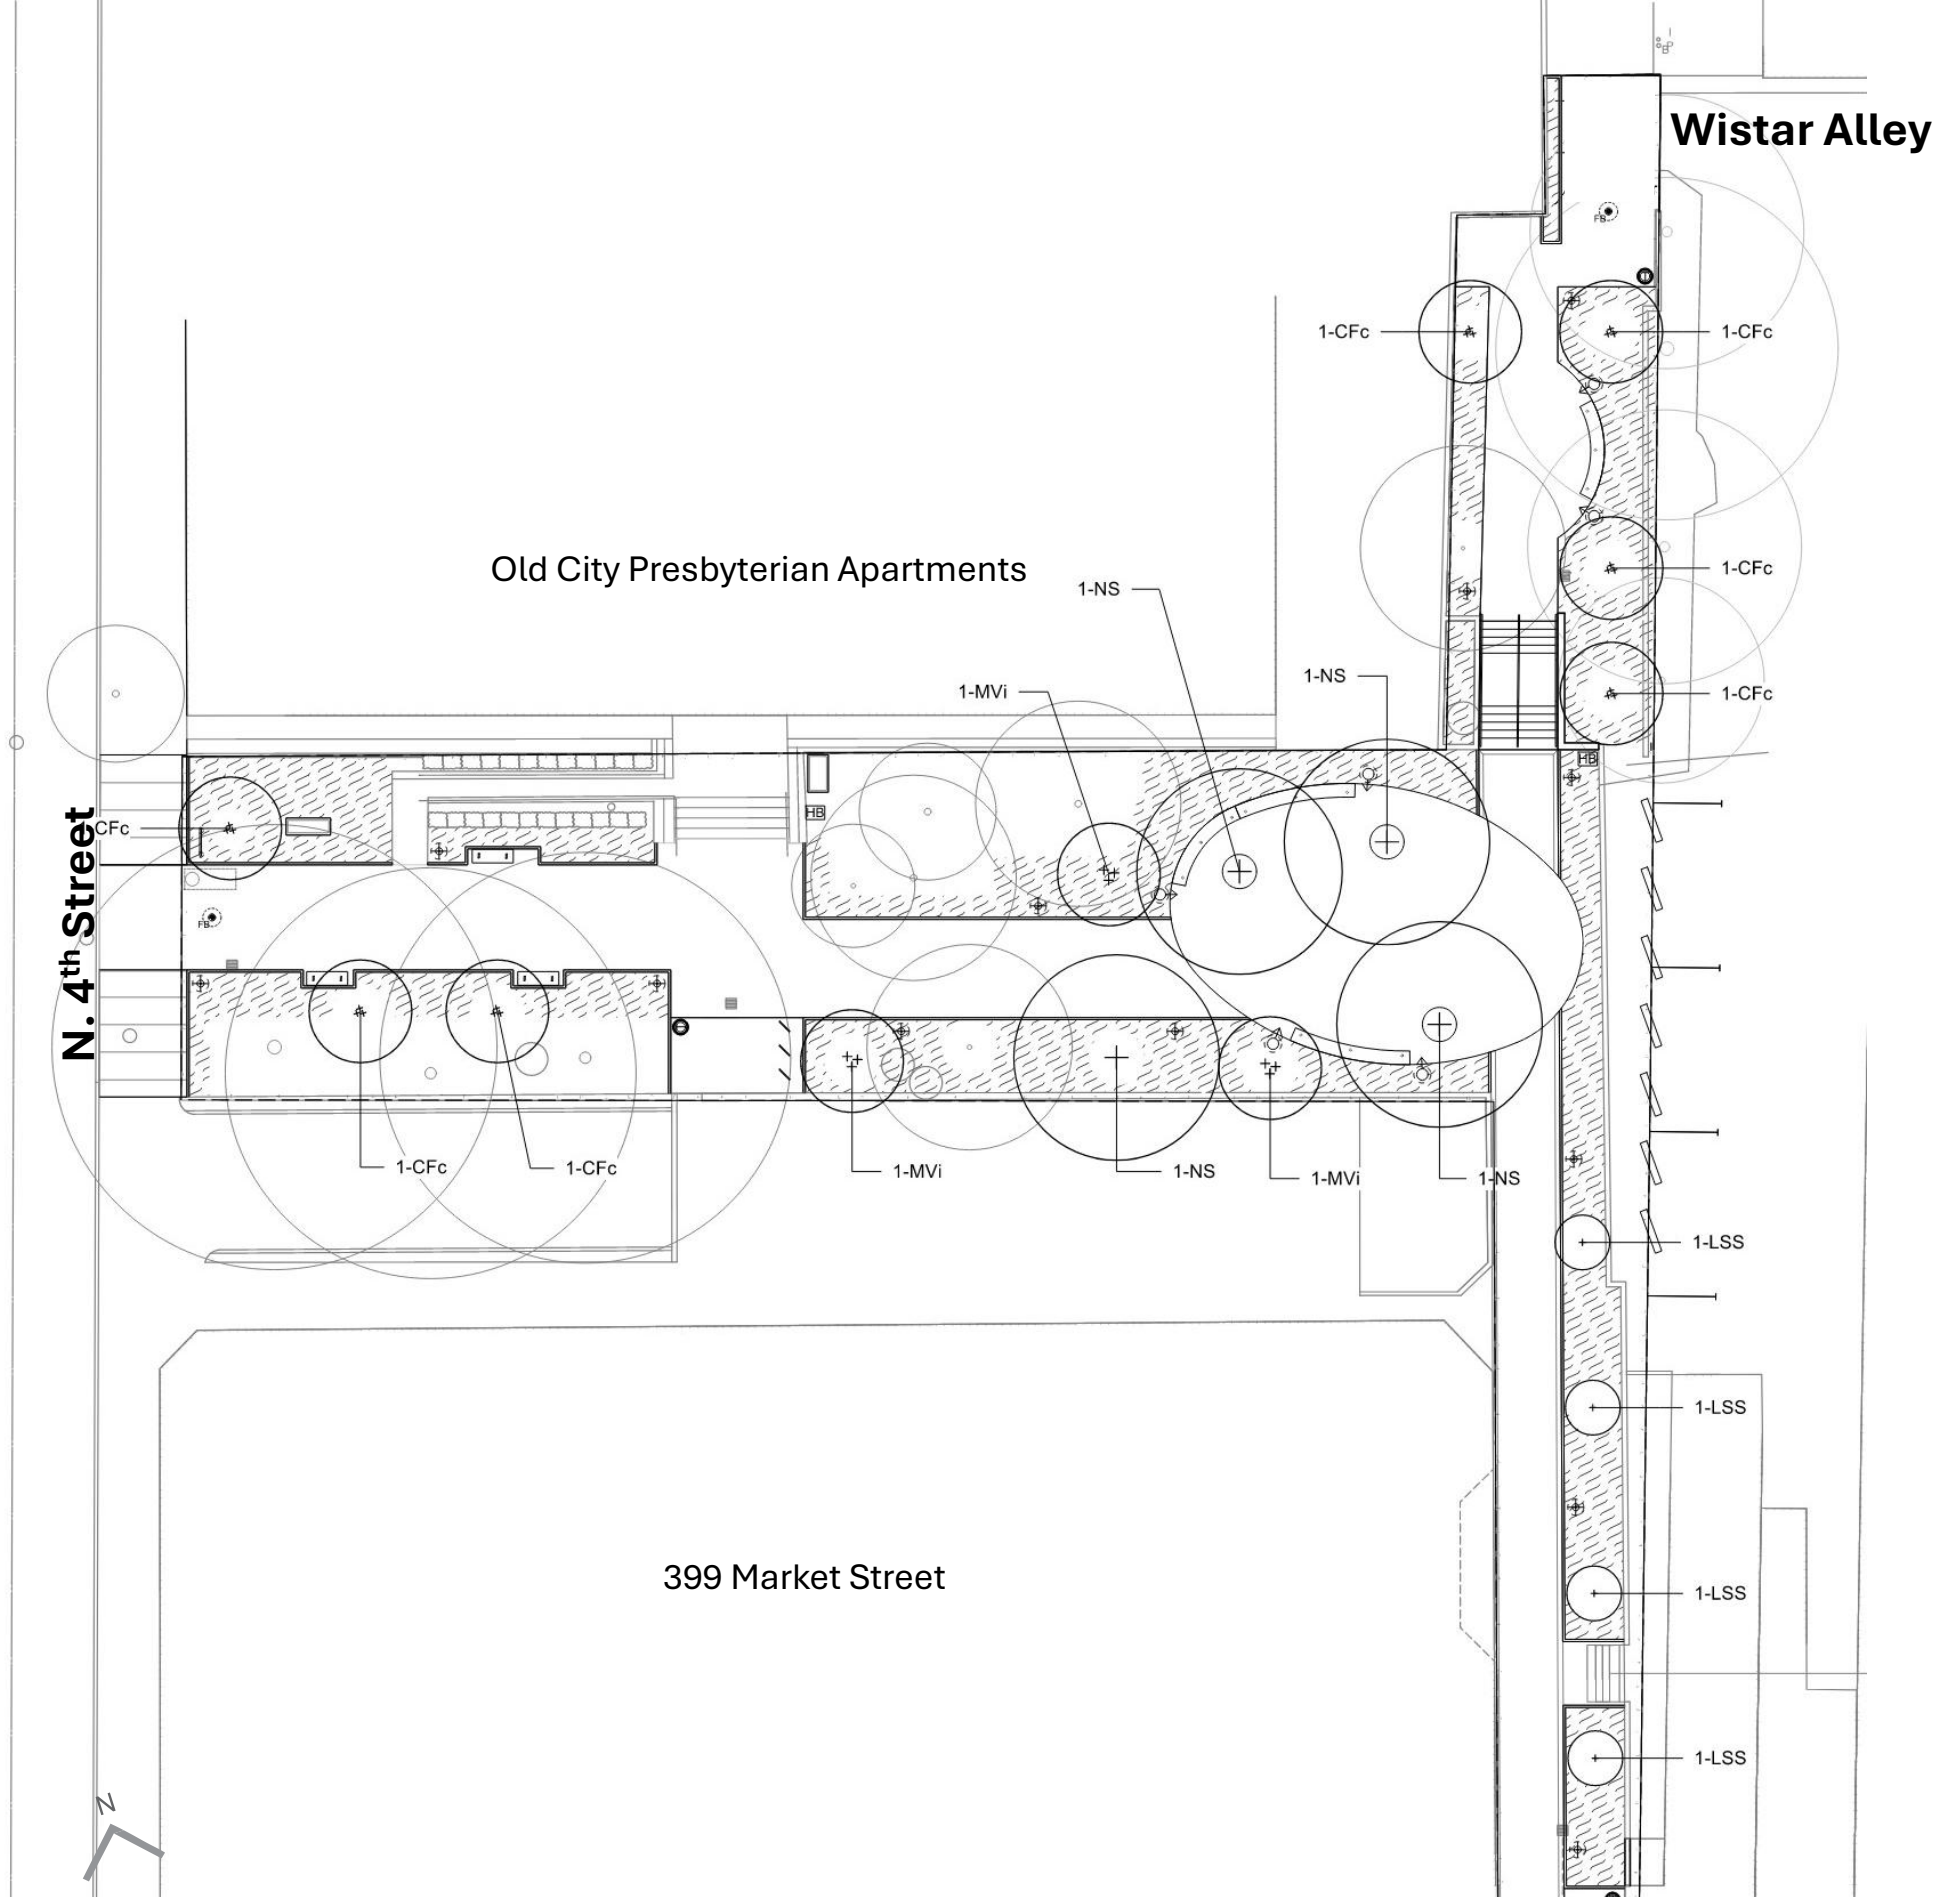 Wistar Alley
FB
1-CFc
1-CFc
Old City Presbyterian Apartments
1-NS
1-CFc
1-NS
1-MVi
1-CFc
HB
HB
CFc
N. 4th Street
FB
1-CFc
1-CFc
1-MVi
1-NS
1-MVi
1-NS
1-LSS
1-LSS
399 Market Street
1-LSS
1-LSS
N